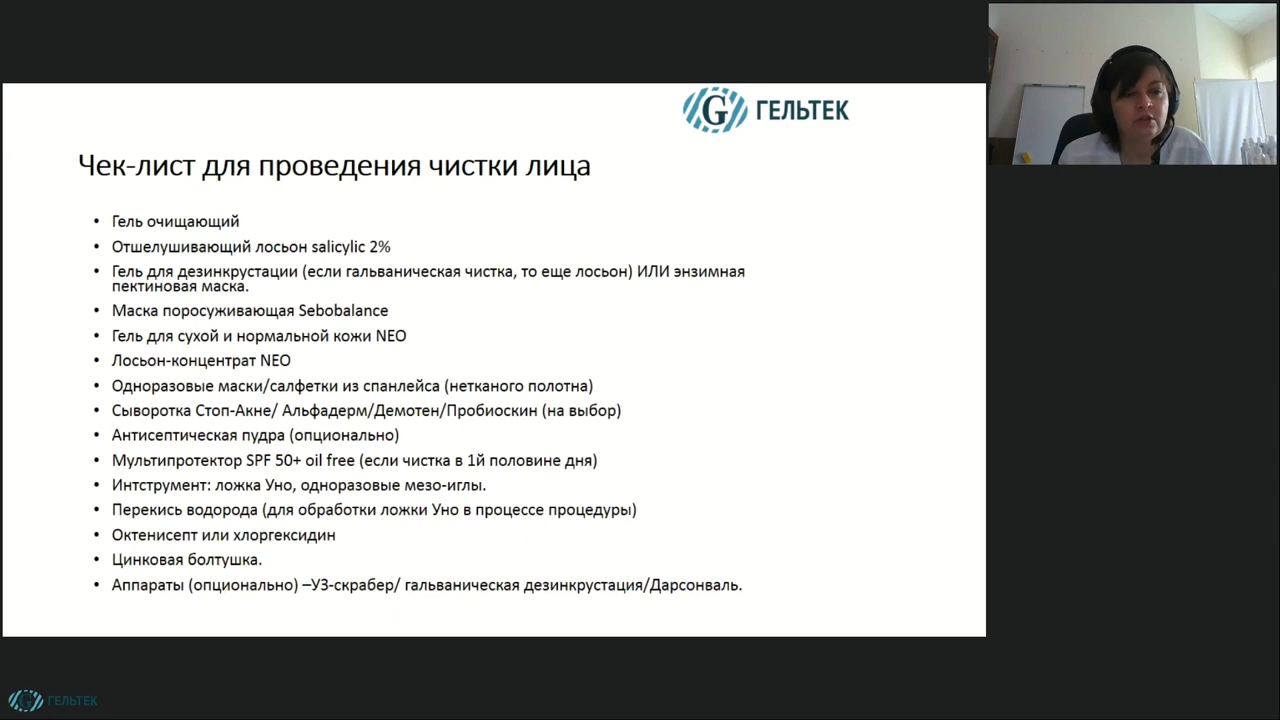 ГЕЛЬТЕК
Чек-лист для проведения чистки лица
• Гель очищающий
• Отшелушивающий лосьон salicylic 2%
• Гель для дезинкрустации (если гальваническая чистка, то еще лосьон) ИЛИ энзимная
пектиновая маска.
• Маска поросуживающая Sebobalance
• Гель для сухой и нормальной кожи NEO
• Лосьон-концентрат NEO
• Одноразовые маски/салфетки из спанлейса (нетканого полотна)
• Сыворотка Стоп-Акне/ Альфадерм/Демотен/Пробиоскин (на выбор)
• Антисептическая пудра (опционально)
• Мультипротектор SPF 50+ oil free (если чистка в 1й половине дня)
• Интструмент: ложка Уно, одноразовые мезо-иглы.
• Перекись водорода (для обработки ложки Уно в процессе процедуры)
• Октенисепт или хлоргексидин
• Цинковая болтушка.
• Аппараты (опционально) –УЗ-скрабер/ гальваническая дезинкрустация/Дарсонваль.
ГЕЛЬТЕК